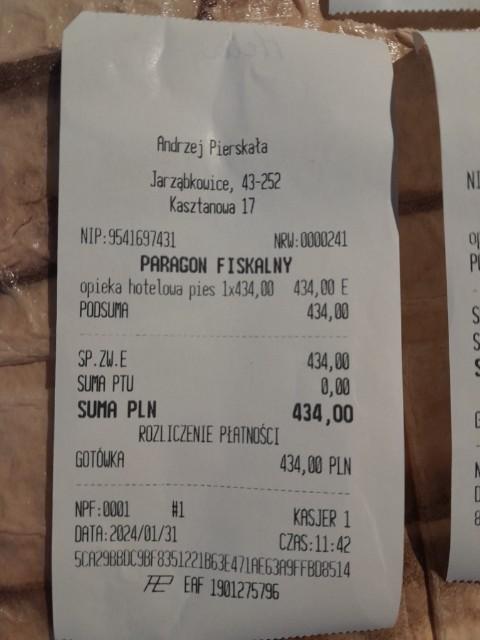 Andrzej Pierskała
Jarząbkowice, 43-252
Kasztanowa 17
NIP:9541697431 NRW:0000241
PARAGON FISKALNY
opieka hotelowa pies 1x434,00 434,00 E
PODSUMA 434,00
SP.ZW.E 434,00
SUMA PTU 0,00
SUMA PLN 434,00
ROZLICZENIE PŁATNOŚCI
GOTÓWKA 434,00 PLN
NPF:0001 #1 KASJER 1
DATA:2024/01/31 CZAS:11:42
5CA29B8DC9BF8351221B63E471AE63A9FFBD8514
EAF 1901275796